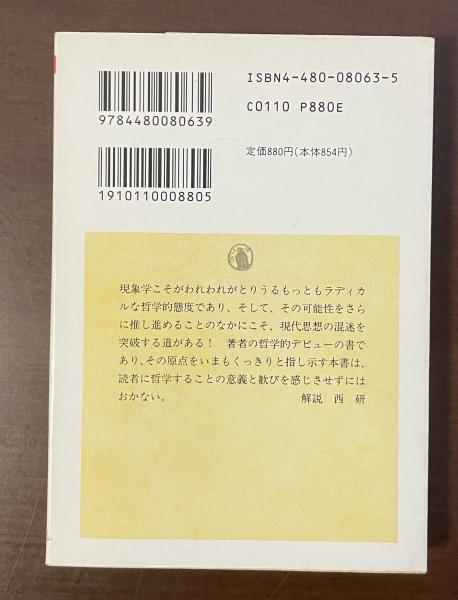 ISBN4-480-08063-5
C0110 P880E
9784480080639
定価880円(本体854円)
1910110008805
現象学こそがわれわれがとりうるもっともラディカ
ルな哲学的態度であり、そして、その可能性をさら
に推し進めることのなかにこそ、現代思想の混迷を
突破する道がある! 著者の哲学的デビューの書で
あり、その原点をいまもくっきりと指し示す本書は、
読者に哲学することの意義と歓びを感じさせずには
おかない。 解説 西 研